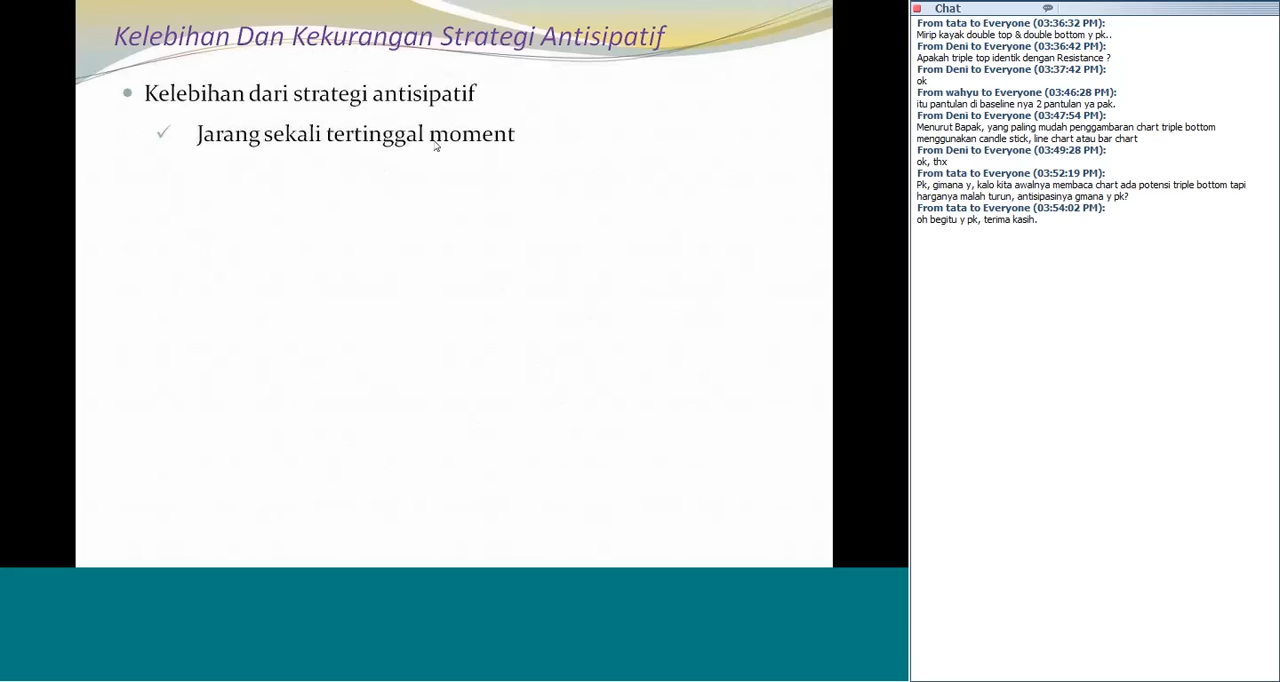 Kelebihan Dan Kekurangan Strategi Antisipatif
Kelebihan dari strategi antisipatif
Jarang sekali tertinggal moment
Chat
From tata to Everyone (03:36:32 PM):
Mirip kayak double top & double bottom y pk..
From Deni to Everyone (03:36:42 PM):
Apakah triple top identik dengan Resistance ?
From Deni to Everyone (03:37:42 PM):
ok
From wahyu to Everyone (03:46:28 PM):
itu pantulan di baseline nya 2 pantulan ya pak.
From Deni to Everyone (03:47:54 PM):
Menurut Bapak, yang paling mudah penggambaran chart triple bottom
menggunakan candle stick, line chart atau bar chart
From Deni to Everyone (03:49:28 PM):
ok, thx
From tata to Everyone (03:52:19 PM):
Pk, gimana y, kalo kita awalnya membaca chart ada potensi triple bottom tapi
harganya malah turun, antisipasinya gmana y pk?
From tata to Everyone (03:54:02 PM):
oh begitu y pk, terima kasih.